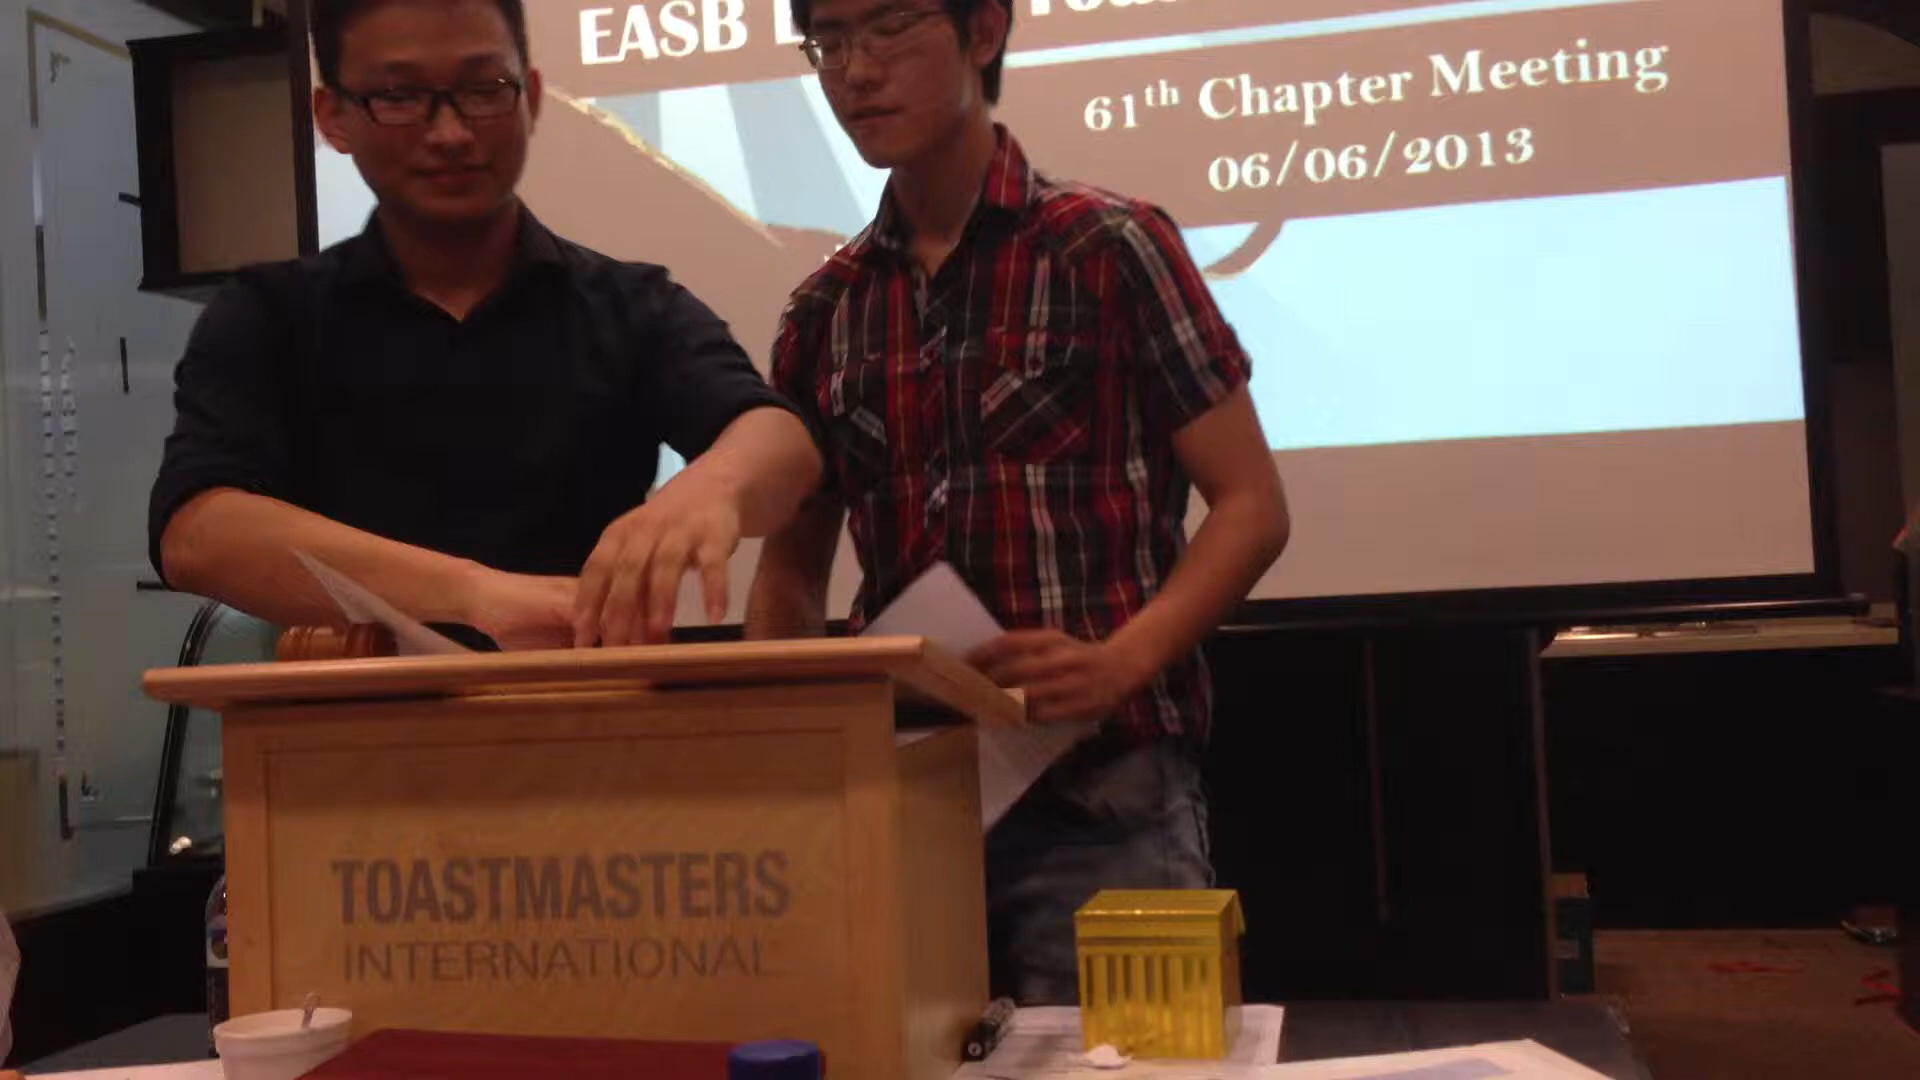 EASB
61th Chapter Meeting
06/06/2013
TOASTMASTERS
INTERNATIONAL